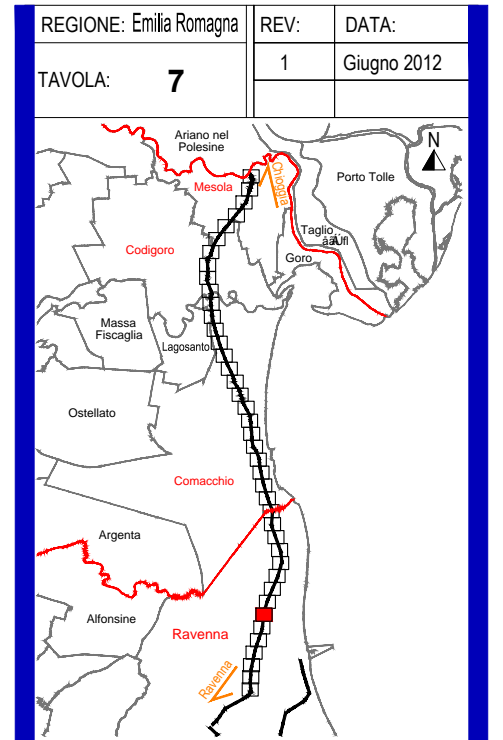 REGIONE: Emilia Romagna
REV:
DATA:
TAVOLA: 7
1
Giugno 2012
Ariano nel
Polesine
N
Mesola
Chioggia
Porto Tolle
Codigoro
Taglio
Goro
Massa
Fiscaglia
Lagosanto
Ostellato
Comacchio
Argenta
Alfonsine
Ravenna
Ravenna